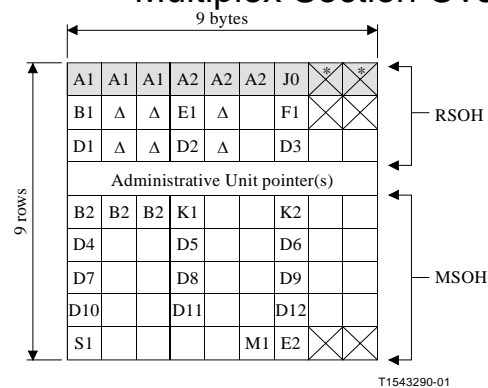 Multiplex Section Ove
9 bytes
A1 A1 A1 A2 A2 A2 J0 * *
B1 Δ Δ E1 Δ F1
RSOH
D1 Δ Δ D2 Δ D3
Administrative Unit pointer(s)
9 rows
B2 B2 B2 K1 K2
D4 D5 D6
D7 D8 D9
MSOH
D10 D11 D12
S1 M1 E2
T1543290-01